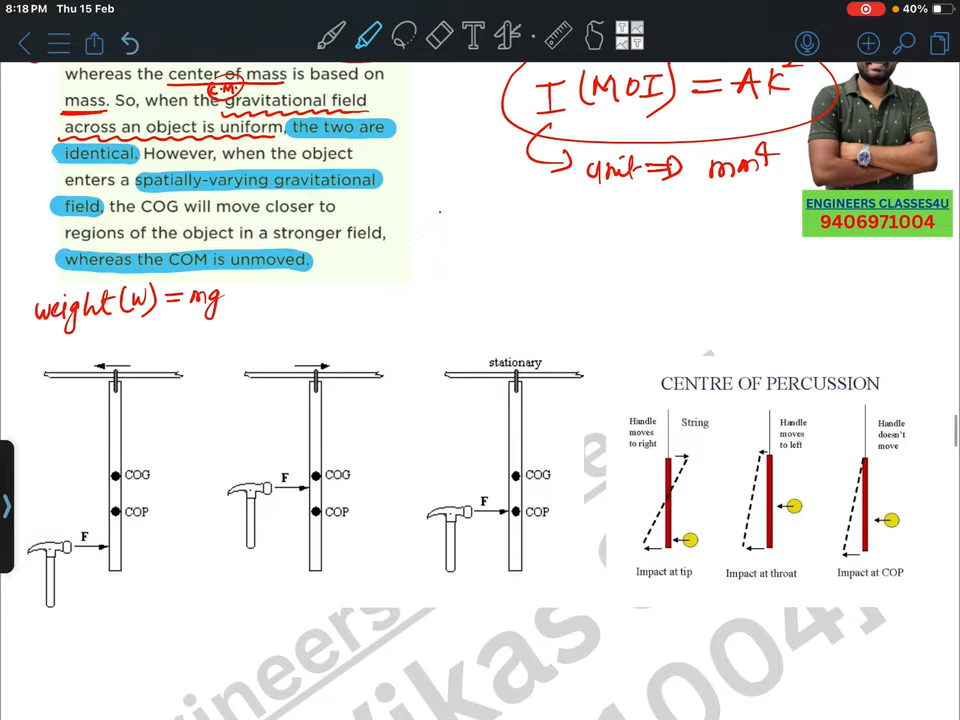 8:18 PM Thu 15 Feb
40%
whereas the center of mass is based on
(C.M.)
mass. So, when the gravitational field
across an object is uniform, the two are
identical. However, when the object
enters a spatially-varying gravitational
field, the COG will move closer to
regions of the object in a stronger field,
whereas the COM is unmoved.
I (MOI) = AK²
unit ⇒ mm⁴
ENGINEERS CLASSES4U
9406971004
weight (W) = mg
COG
COP
F
COG
F
COP
stationary
COG
F
COP
CENTRE OF PERCUSSION
Handle moves to right
String
Handle moves to left
Handle doesn't move
Impact at tip
Impact at throat
Impact at COP